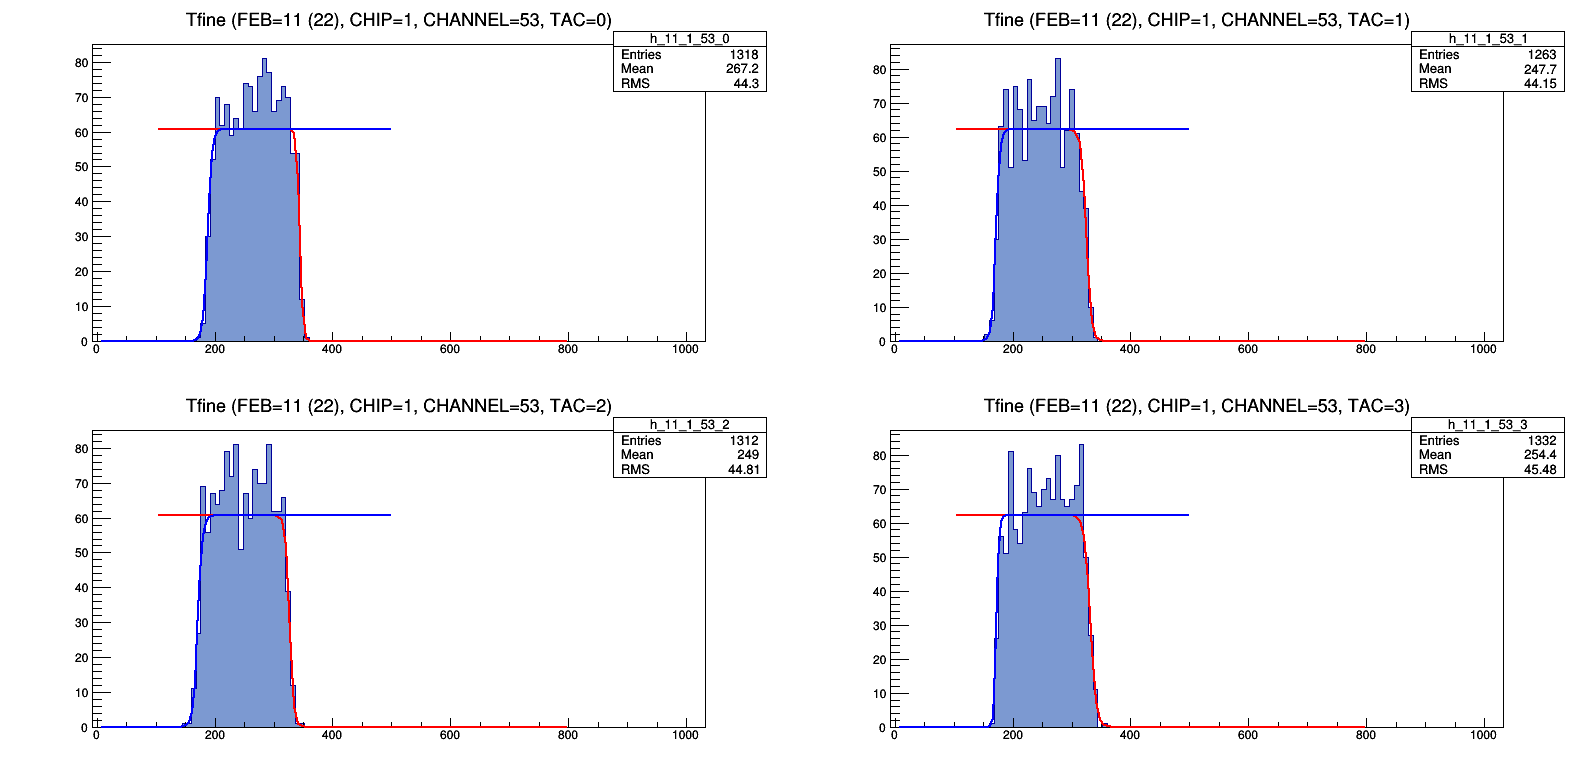 Tfine (FEB=11 (22), CHIP=1, CHANNEL=53, TAC=0)
h_11_1_53_0
Entries 1318
Mean 267.2
RMS 44.3
80
70
60
50
40
30
20
10
0
0 200 400 600 800 1000
Tfine (FEB=11 (22), CHIP=1, CHANNEL=53, TAC=1)
h_11_1_53_1
Entries 1263
Mean 247.7
RMS 44.15
80
70
60
50
40
30
20
10
0
0 200 400 600 800 1000
Tfine (FEB=11 (22), CHIP=1, CHANNEL=53, TAC=2)
h_11_1_53_2
Entries 1312
Mean 249
RMS 44.81
80
70
60
50
40
30
20
10
0
0 200 400 600 800 1000
Tfine (FEB=11 (22), CHIP=1, CHANNEL=53, TAC=3)
h_11_1_53_3
Entries 1332
Mean 254.4
RMS 45.48
80
70
60
50
40
30
20
10
0
0 200 400 600 800 1000